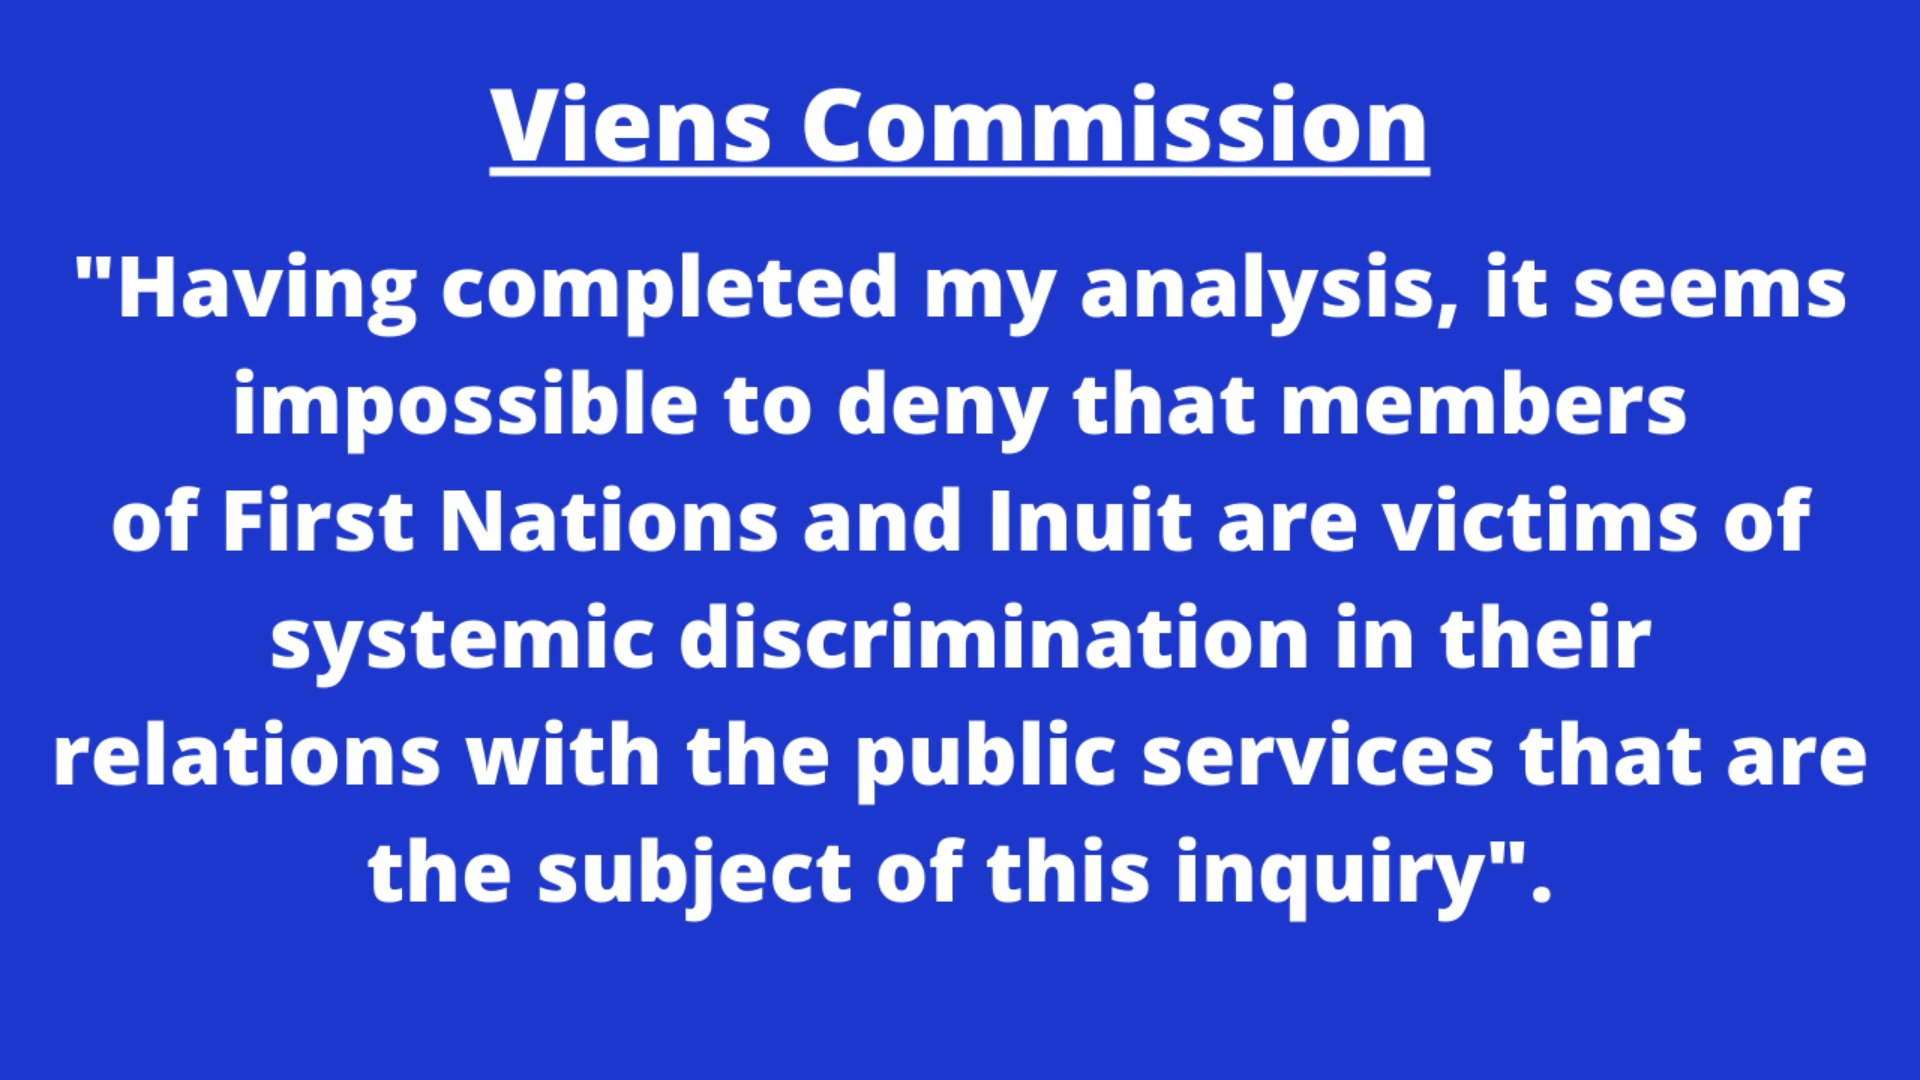 Viens Commission
"Having completed my analysis, it seems
impossible to deny that members
of First Nations and Inuit are victims of
systemic discrimination in their
relations with the public services that are
the subject of this inquiry".